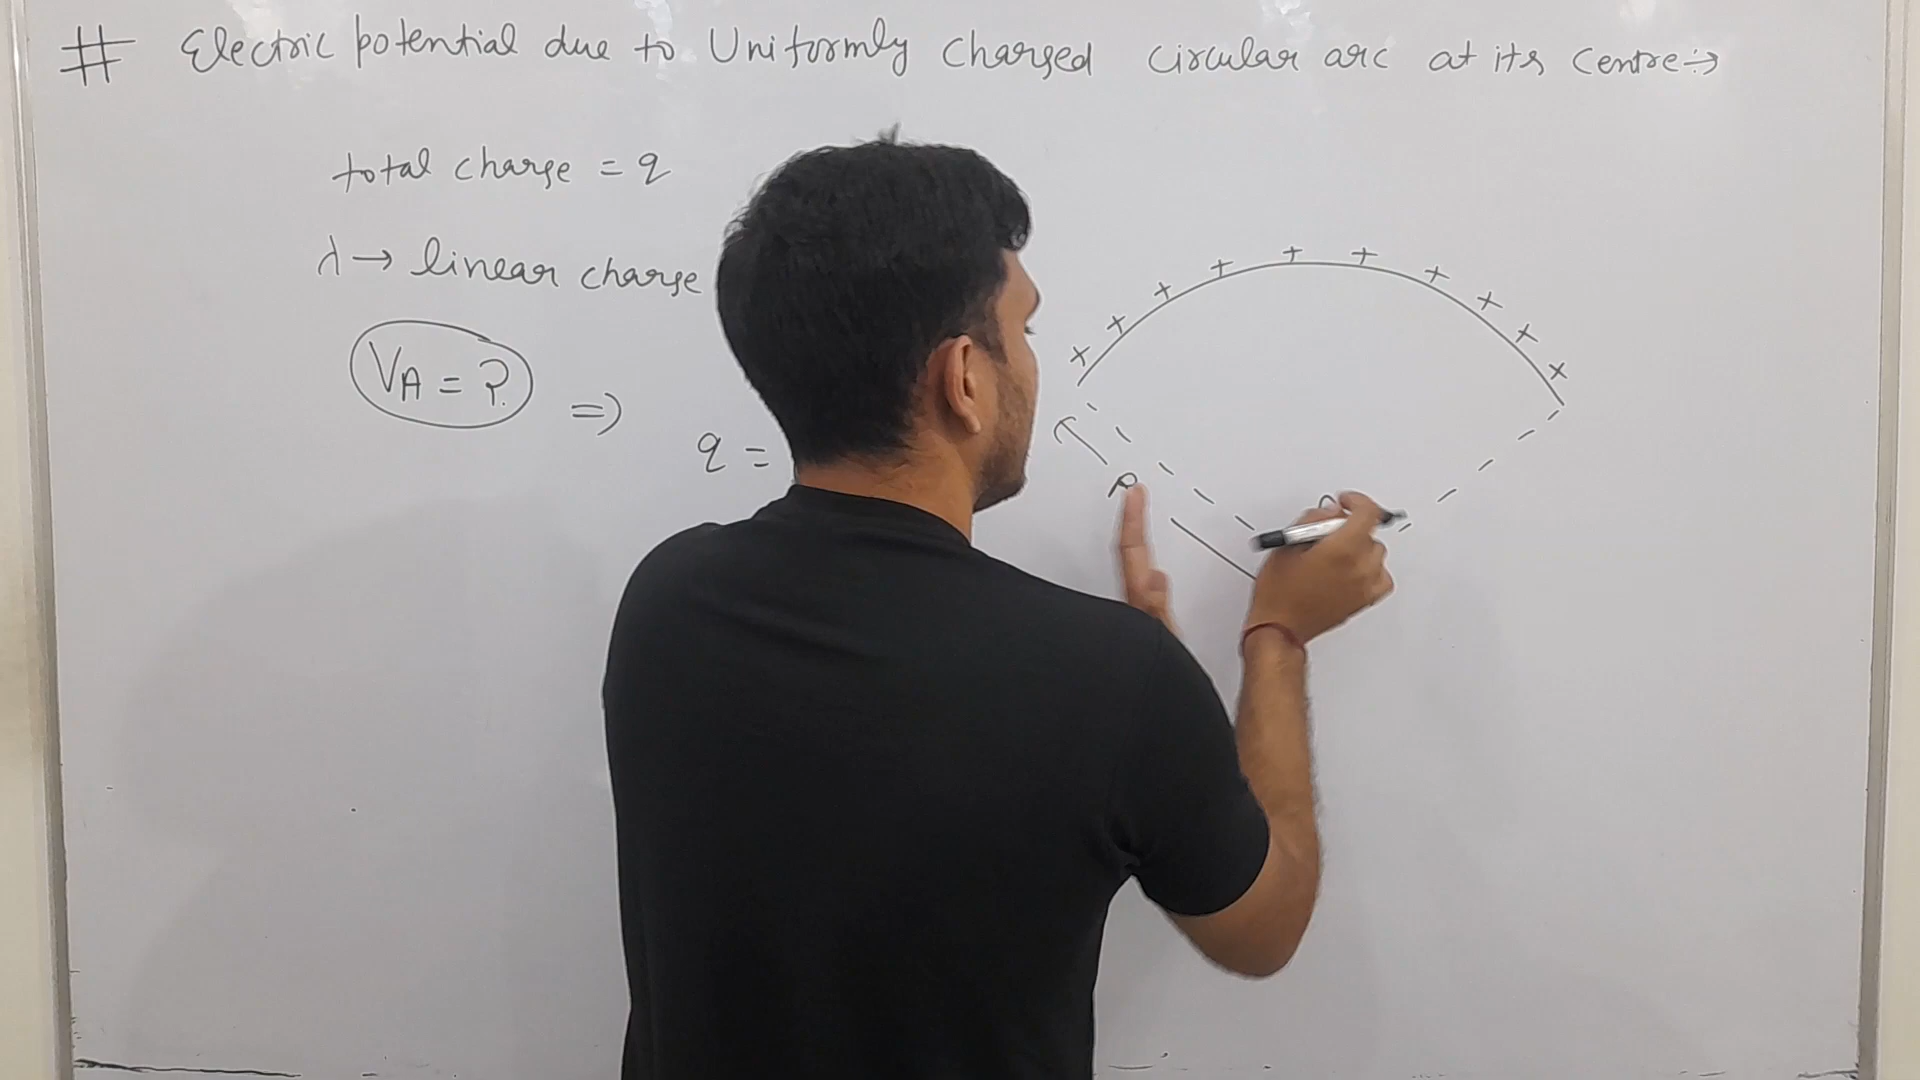 # Electric potential due to Uniformly Charged Circular arc at its Centre :→
total charge = q
λ → linear charge
VA = ?
⇒
q =
+ + + + + + + + + +
R